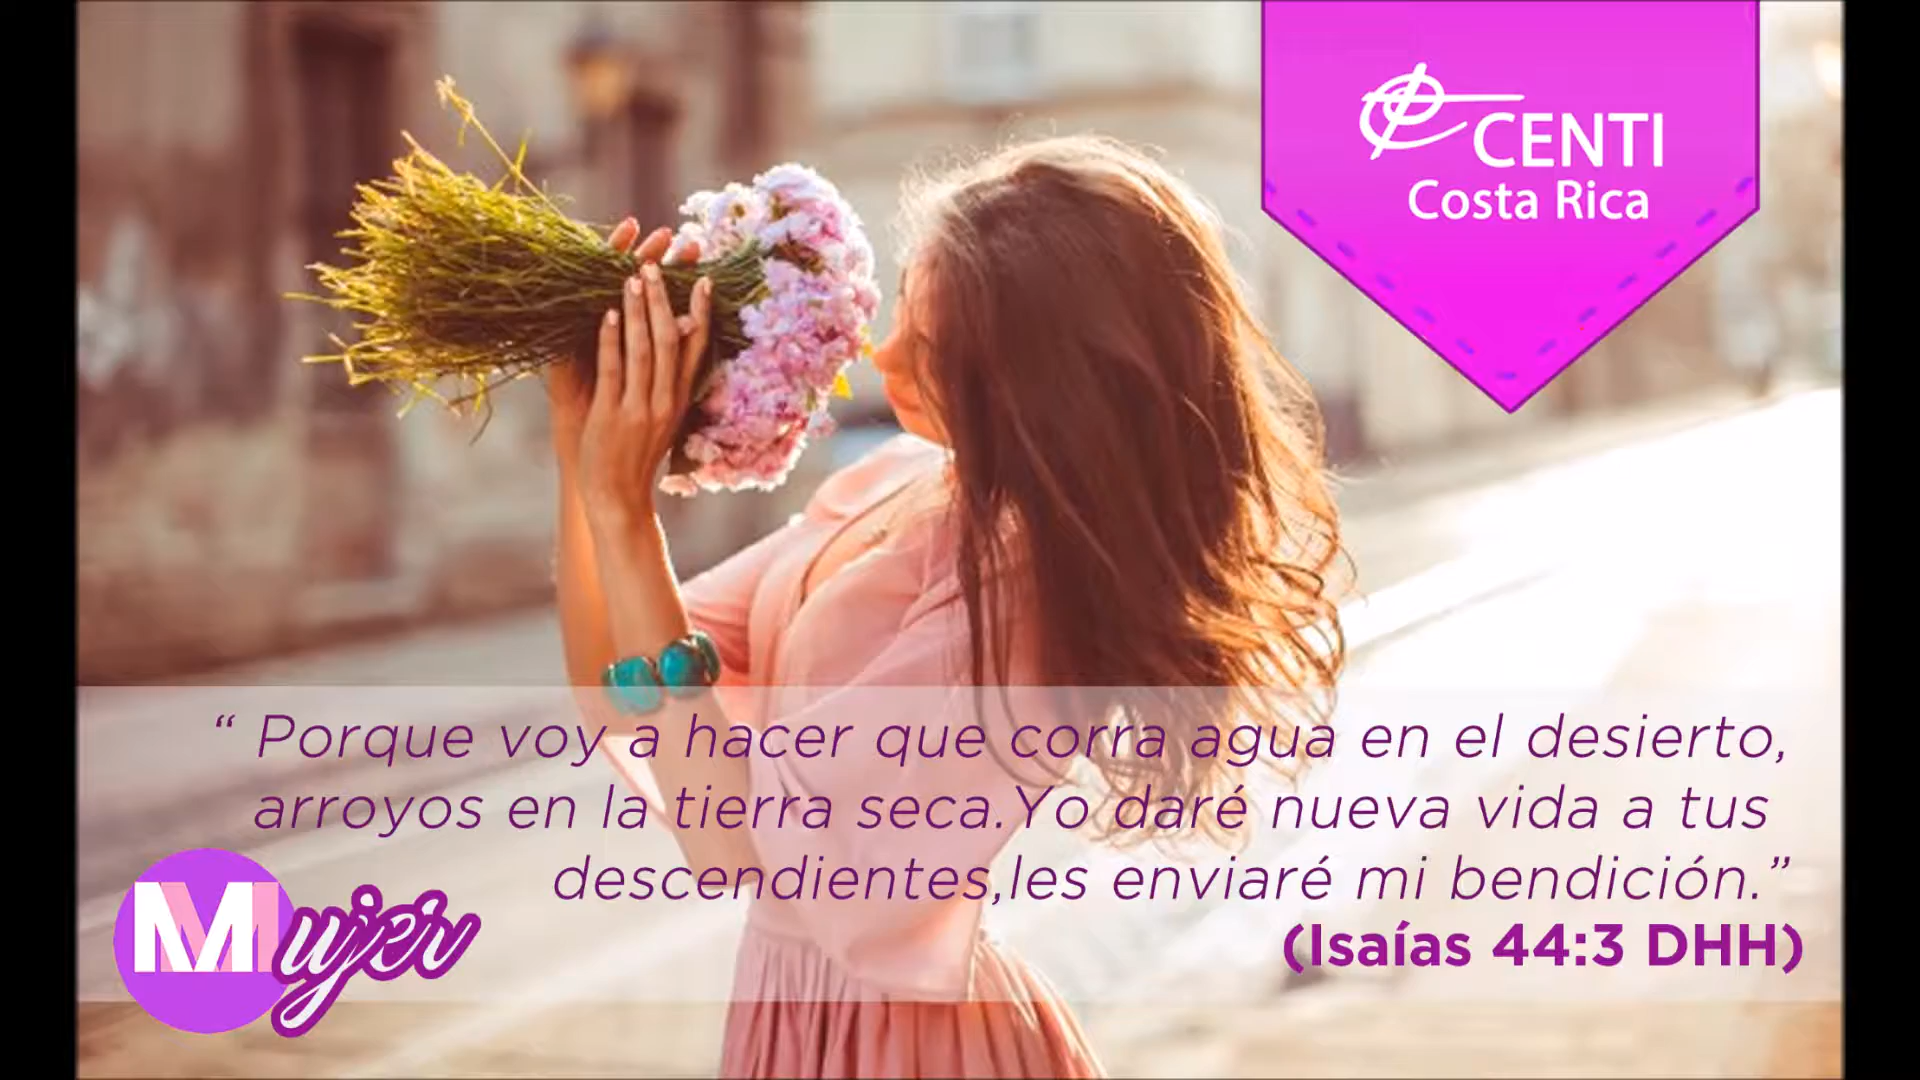 CENTI
Costa Rica
“ Porque voy a hacer que corra agua en el desierto,
arroyos en la tierra seca.Yo daré nueva vida a tus
descendientes,les enviaré mi bendición.”
(Isaías 44:3 DHH)
Mujer